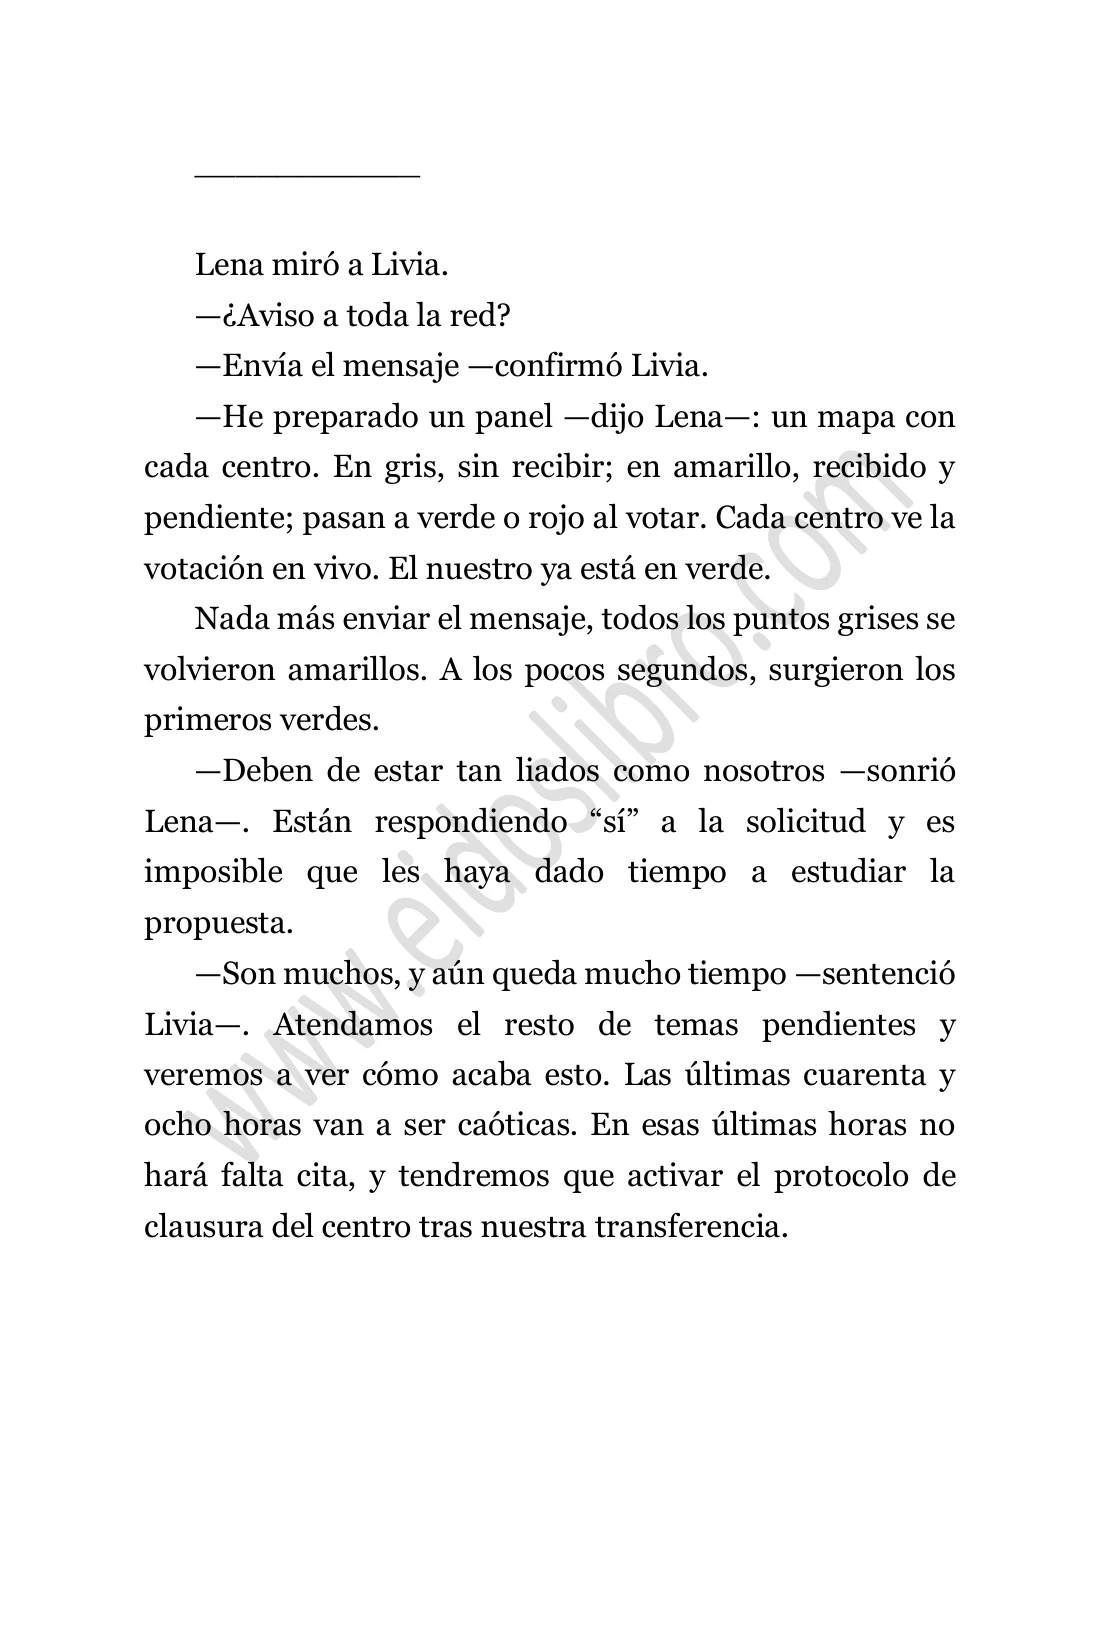 Lena miró a Livia.
—¿Aviso a toda la red?
—Envía el mensaje —confirmó Livia.
—He preparado un panel —dijo Lena—: un mapa con
cada centro. En gris, sin recibir; en amarillo, recibido y
pendiente; pasan a verde o rojo al votar. Cada centro ve la
votación en vivo. El nuestro ya está en verde.
Nada más enviar el mensaje, todos los puntos grises se
volvieron amarillos. A los pocos segundos, surgieron los
primeros verdes.
—Deben de estar tan liados como nosotros —sonrió
Lena—. Están respondiendo “sí” a la solicitud y es
imposible que les haya dado tiempo a estudiar la
propuesta.
—Son muchos, y aún queda mucho tiempo —sentenció
Livia—. Atendamos el resto de temas pendientes y
veremos a ver cómo acaba esto. Las últimas cuarenta y
ocho horas van a ser caóticas. En esas últimas horas no
hará falta cita, y tendremos que activar el protocolo de
clausura del centro tras nuestra transferencia.
www.eidoslibro.com